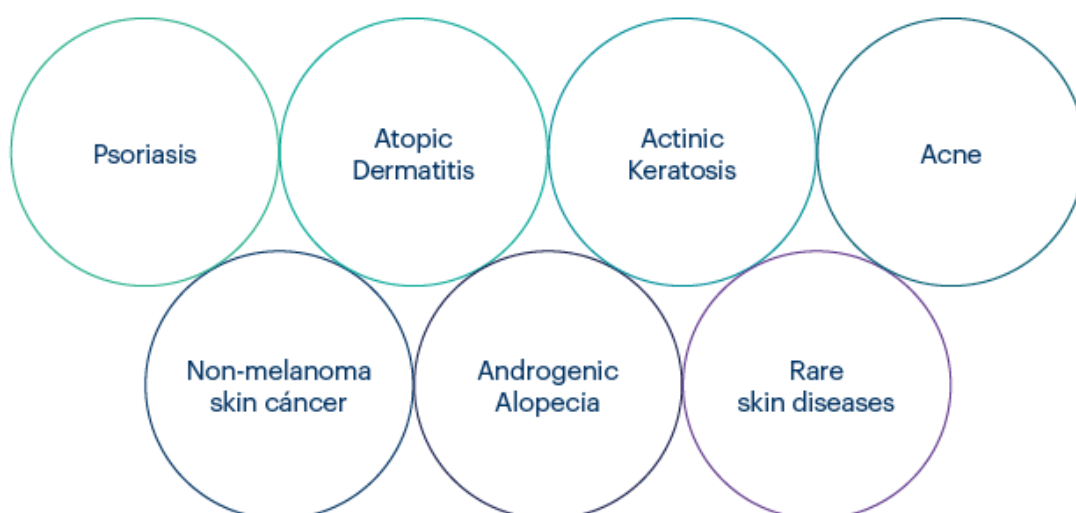 Psoriasis
Atopic
Dermatitis
Actinic
Keratosis
Acne
Non-melanoma
skin cáncer
Androgenic
Alopecia
Rare
skin diseases